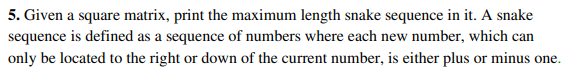 5. Given a square matrix, print the maximum length snake sequence in it. A snake
sequence is defined as a sequence of numbers where each new number, which can
only be located to the right or down of the current number, is either plus or minus one.